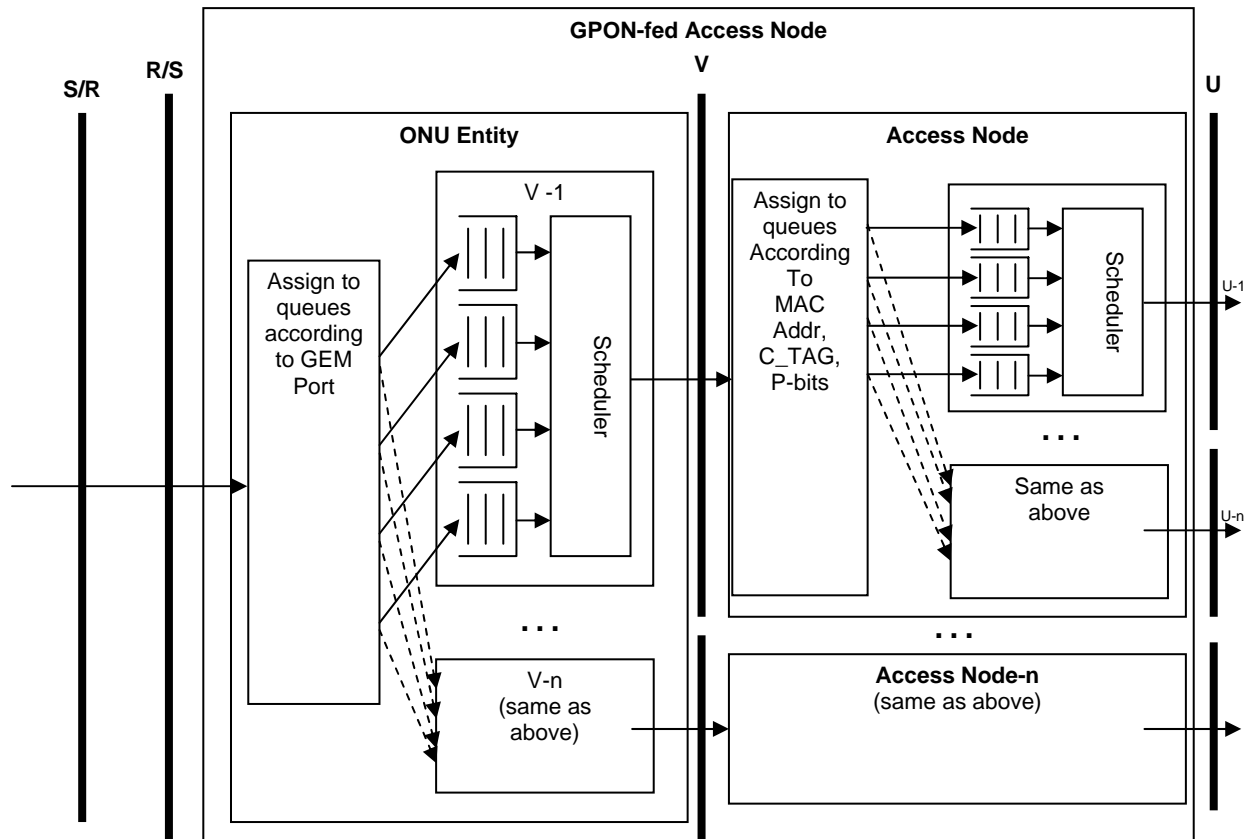 GPON-fed Access Node
S/R
R/S
V
U
ONU Entity
Assign to
queues
according
to GEM
Port
V -1
Scheduler
. . .
V-n
(same as
above)
Access Node
Assign to
queues
According
To
MAC
Addr,
C_TAG,
P-bits
Scheduler
U-1
. . .
Same as
above
U-n
. . .
Access Node-n
(same as above)